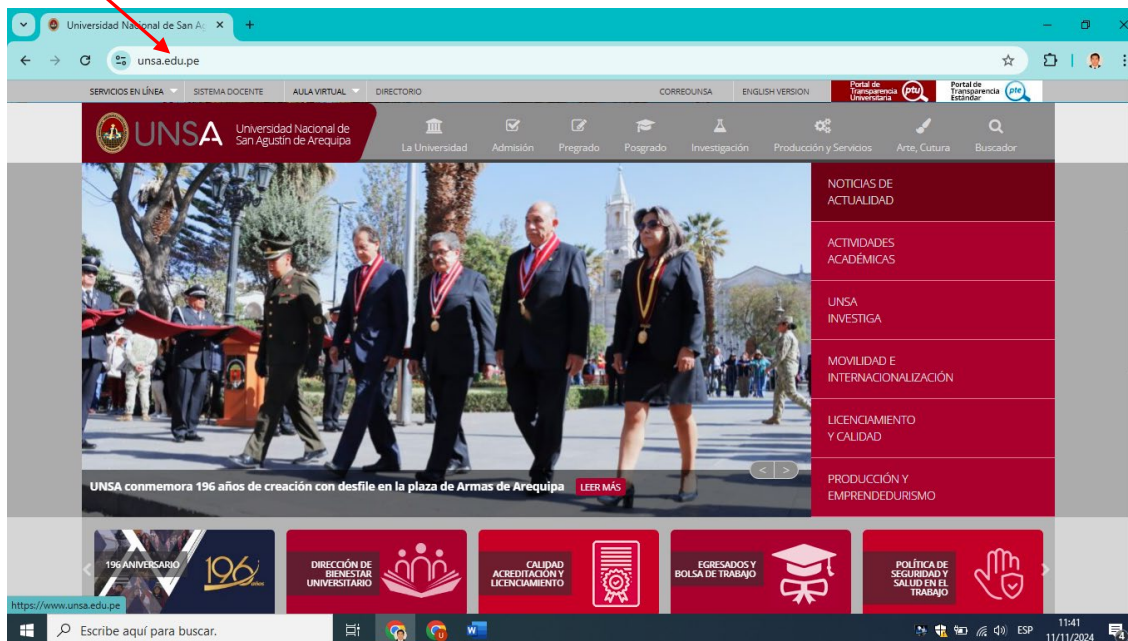 Universidad Nacional de San Ag
unsa.edu.pe
SERVICIOS EN LÍNEA
SISTEMA DOCENTE
AULA VIRTUAL
DIRECTORIO
CORREOUNSA
ENGLISH VERSION
Portal de
Transparencia
Universitaria
ptu
Portal de
Transparencia
Estándar
pte
UNSA
Universidad Nacional de
San Agustín de Arequipa
La Universidad
Admisión
Pregrado
Posgrado
Investigación
Producción y Servicios
Arte, Cutura
Buscador
NOTICIAS DE
ACTUALIDAD
ACTIVIDADES
ACADÉMICAS
UNSA
INVESTIGA
MOVILIDAD E
INTERNACIONALIZACIÓN
LICENCIAMIENTO
Y CALIDAD
PRODUCCIÓN Y
EMPRENDEDURISMO
UNSA conmemora 196 años de creación con desfile en la plaza de Armas de Arequipa
LEER MÁS
< >
196 ANIVERSARIO
196 años
DIRECCIÓN DE
BIENESTAR
UNIVERSITARIO
CALIDAD
ACREDITACIÓN Y
LICENCIAMIENTO
EGRESADOS Y
BOLSA DE TRABAJO
POLÍTICA DE
SEGURIDAD Y
SALUD EN EL
TRABAJO
https://www.unsa.edu.pe
Escribe aquí para buscar.
ESP
11:41
11/11/2024
4